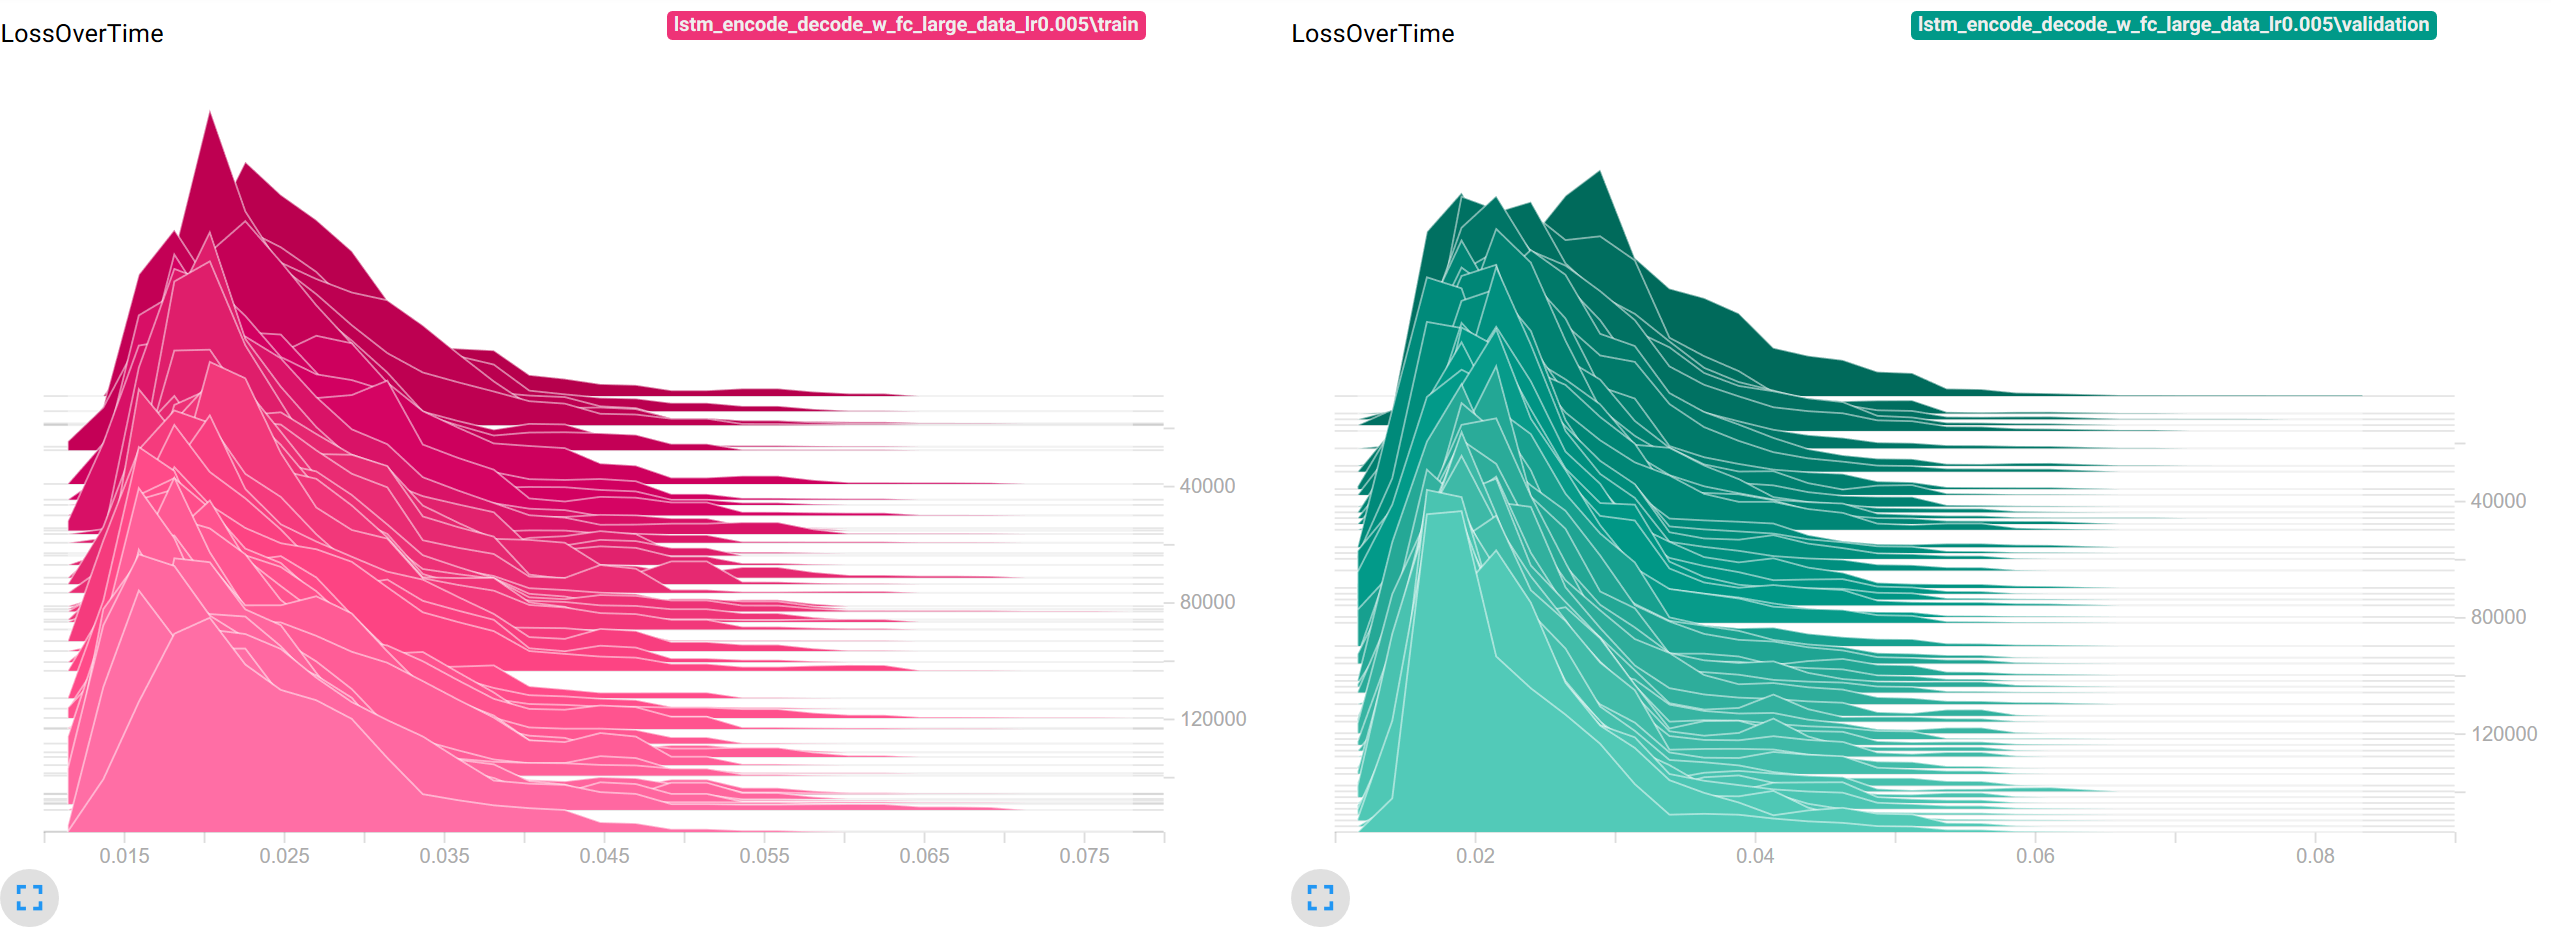 LossOverTime
lstm_encode_decode_w_fc_large_data_lr0.005\train
40000
80000
120000
0.015 0.025 0.035 0.045 0.055 0.065 0.075
LossOverTime
lstm_encode_decode_w_fc_large_data_lr0.005\validation
40000
80000
120000
0.02 0.04 0.06 0.08